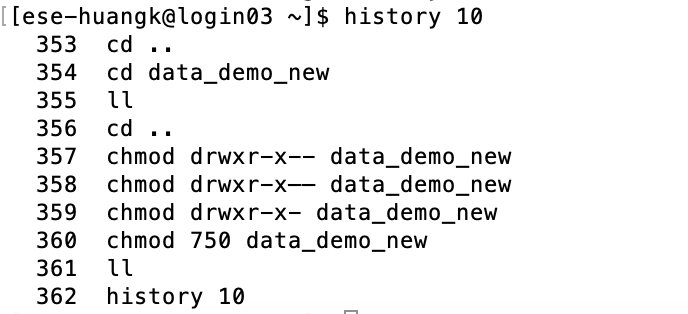 [[ese-huangk@login03 ~]$ history 10
353 cd ..
354 cd data_demo_new
355 ll
356 cd ..
357 chmod drwxr-x-- data_demo_new
358 chmod drwxr-x—— data_demo_new
359 chmod drwxr-x- data_demo_new
360 chmod 750 data_demo_new
361 ll
362 history 10